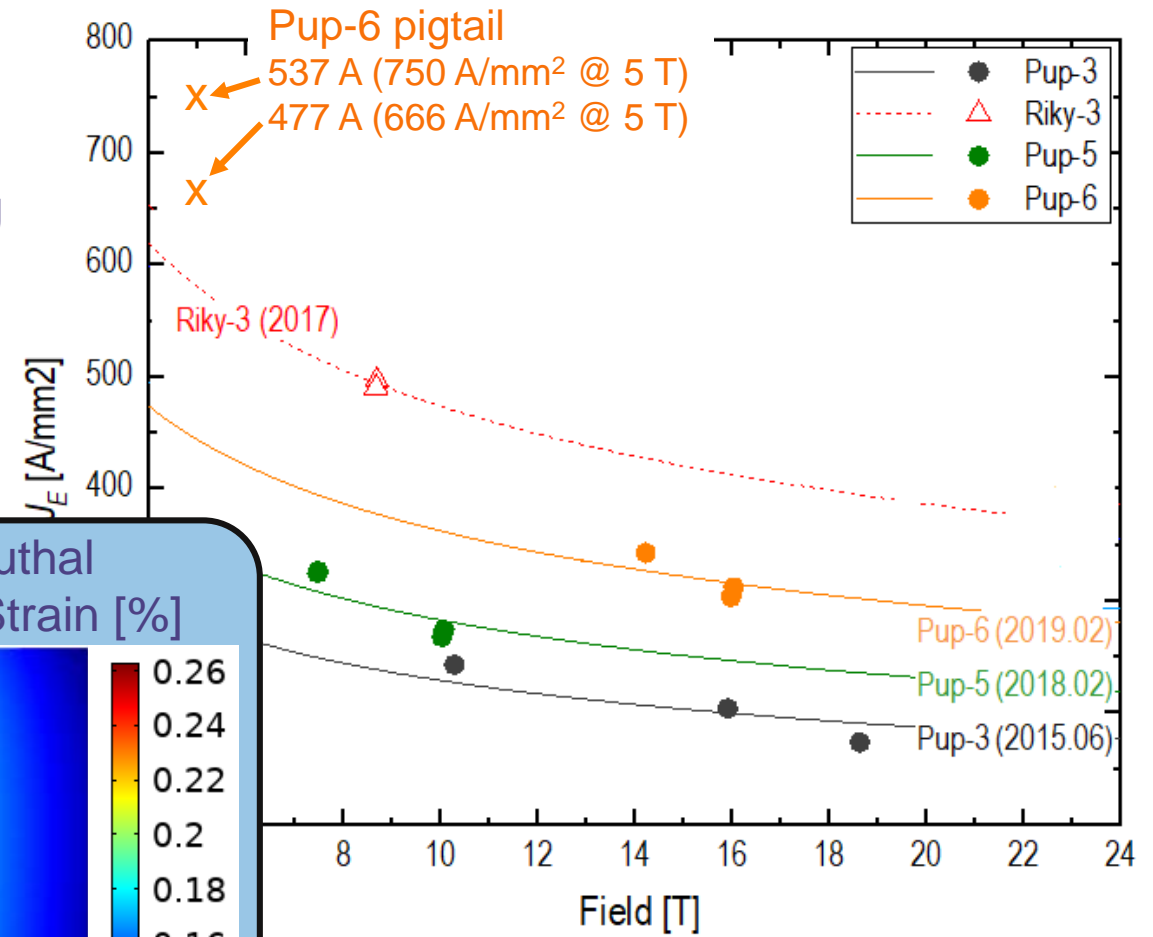 Pup-6 pigtail
537 A (750 A/mm² @ 5 T)
477 A (666 A/mm² @ 5 T)
X
X
800
700
600
500
400
J_E [A/mm2]
Pup-3
Riky-3
Pup-5
Pup-6
Riky-3 (2017)
Pup-6 (2019.02)
Pup-5 (2018.02)
Pup-3 (2015.06)
8 10 12 14 16 18 20 22 24
Field [T]
[%]
0.26
0.24
0.22
0.2
0.18